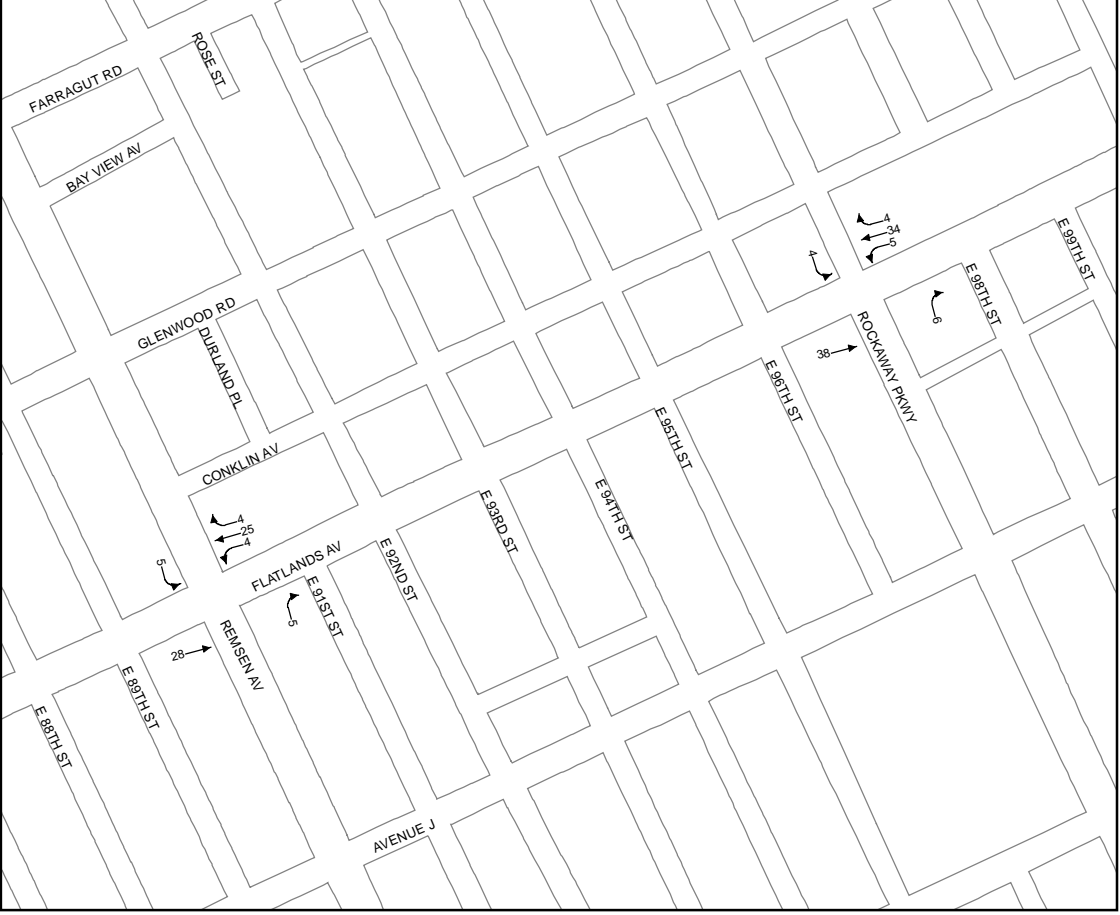 ROSE ST
FARRAGUT RD
BAY VIEW AV
4
34
5
4
E 99TH ST
E 98TH ST
6
GLENWOOD RD
DURLAND PL
ROCKAWAY PKWY
38
E 96TH ST
E 95TH ST
CONKLIN AV
E 94TH ST
E 93RD ST
4
25
4
5
FLATLANDS AV
E 92ND ST
E 91ST ST
5
REMSEN AV
28
E 89TH ST
E 88TH ST
AVENUE J